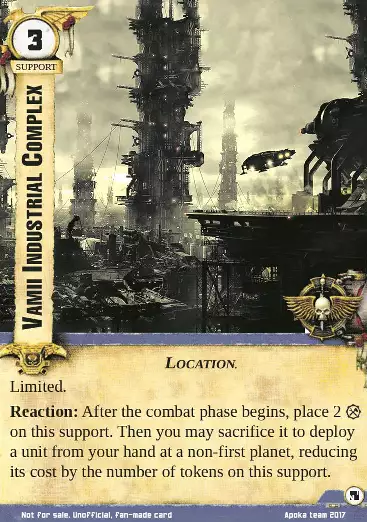 3
SUPPORT
VAMII INDUSTRIAL COMPLEX
LOCATION.
Limited.
Reaction: After the combat phase begins, place 2
on this support. Then you may sacrifice it to deploy
a unit from your hand at a non-first planet, reducing
its cost by the number of tokens on this support.
Not for sale. Unofficial, fan-made card
Apoka team 2017